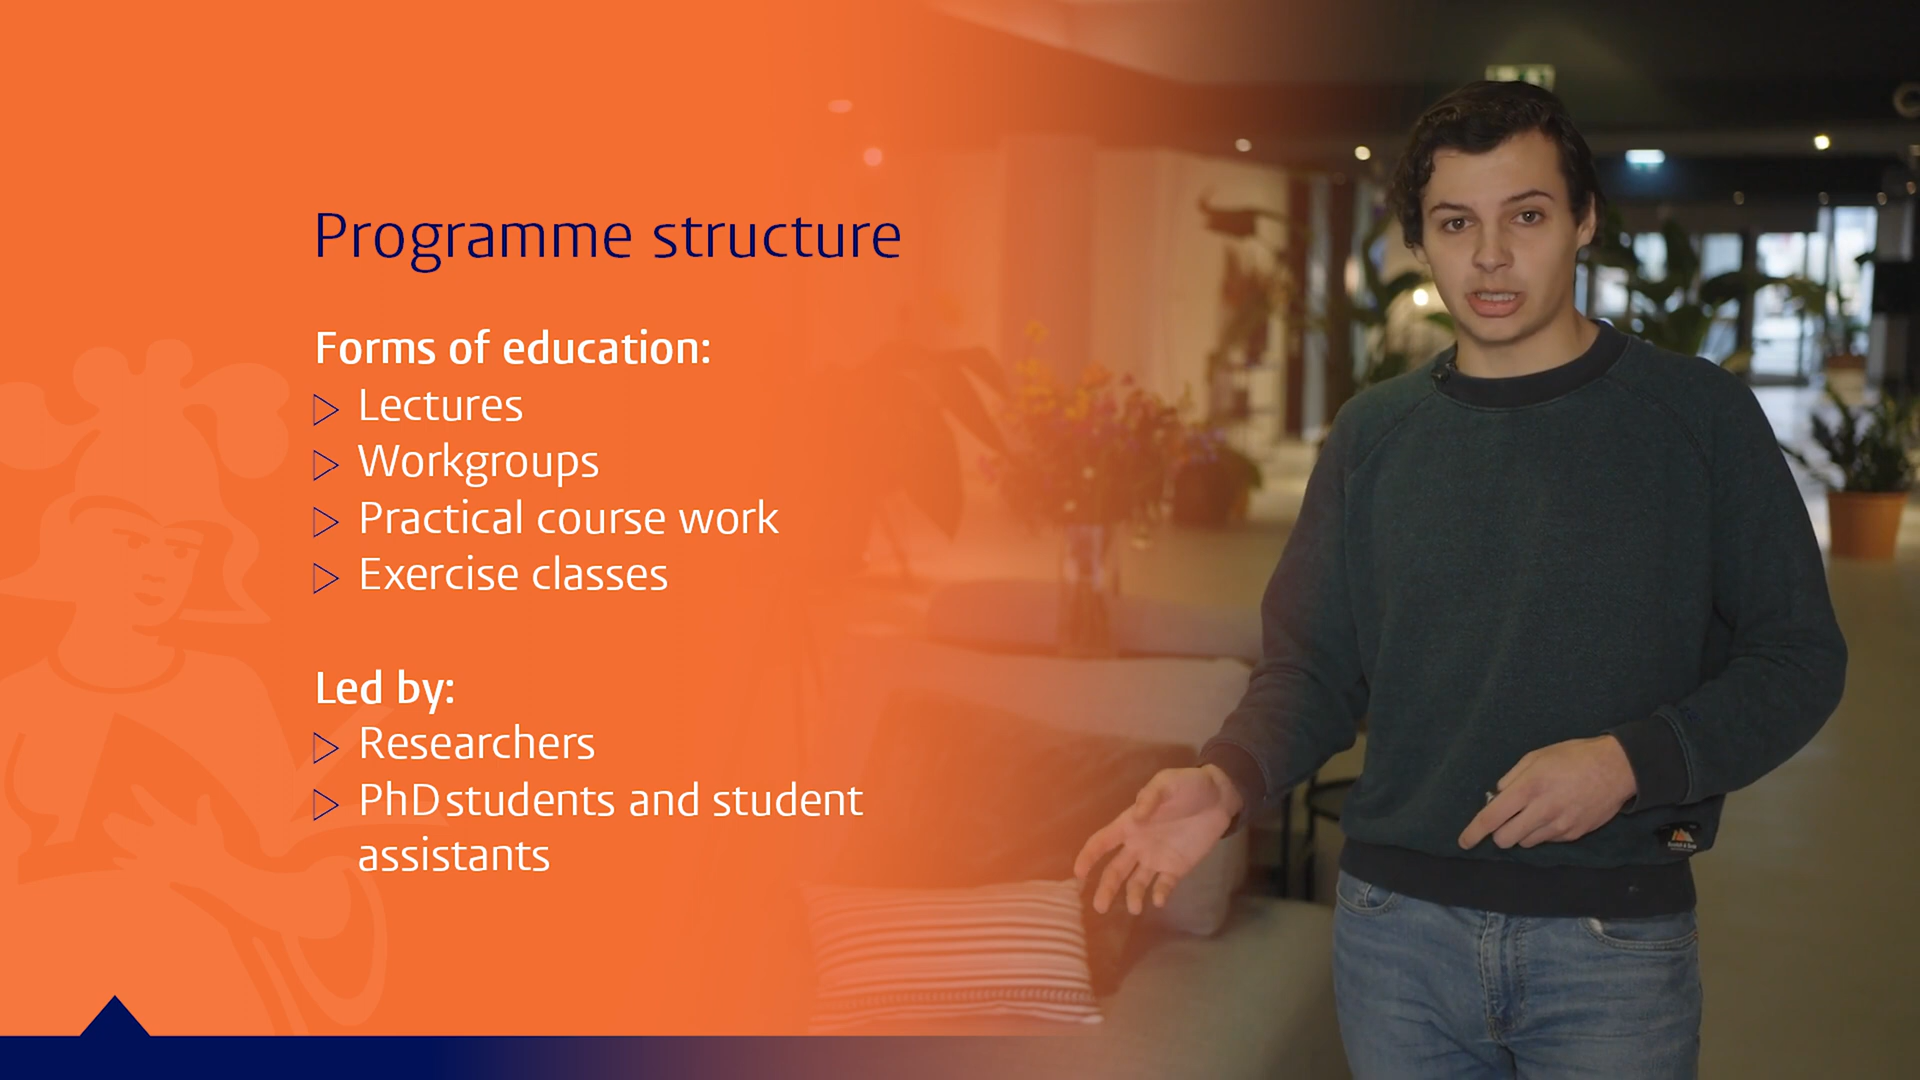 Programme structure
Forms of education:
Lectures
Workgroups
Practical course work
Exercise classes
Led by:
Researchers
PhD students and student
assistants